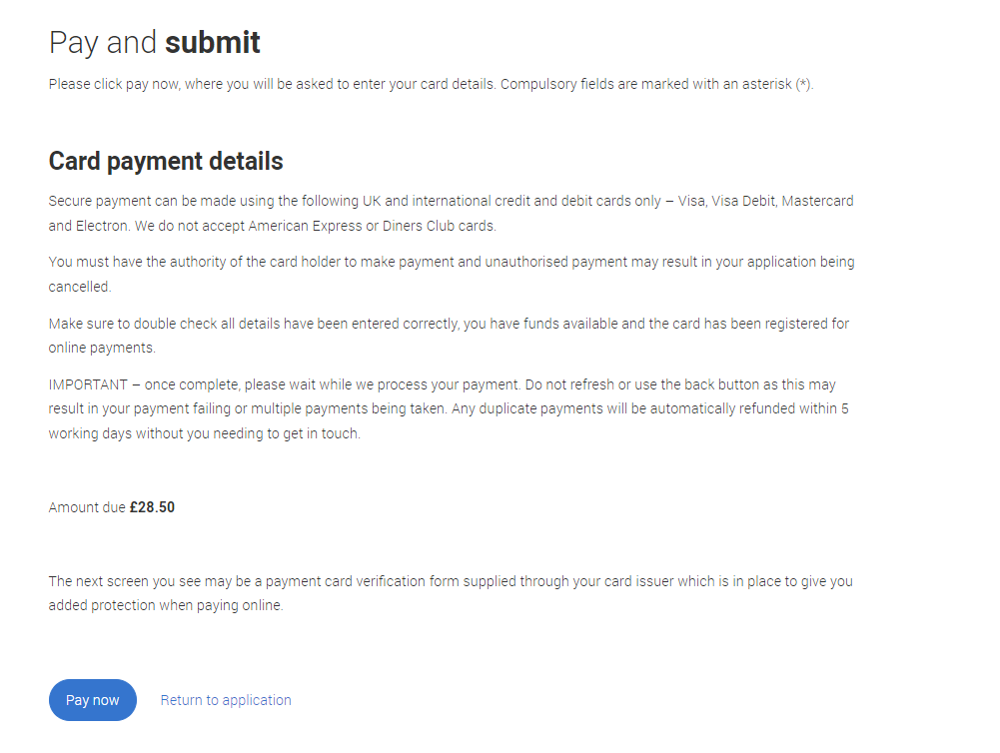 Pay and submit
Please click pay now, where you will be asked to enter your card details. Compulsory fields are marked with an asterisk (*).
Card payment details
Secure payment can be made using the following UK and international credit and debit cards only – Visa, Visa Debit, Mastercard
and Electron. We do not accept American Express or Diners Club cards.
You must have the authority of the card holder to make payment and unauthorised payment may result in your application being
cancelled.
Make sure to double check all details have been entered correctly, you have funds available and the card has been registered for
online payments.
IMPORTANT – once complete, please wait while we process your payment. Do not refresh or use the back button as this may
result in your payment failing or multiple payments being taken. Any duplicate payments will be automatically refunded within 5
working days without you needing to get in touch.
Amount due £28.50
The next screen you see may be a payment card verification form supplied through your card issuer which is in place to give you
added protection when paying online.
Pay now Return to application